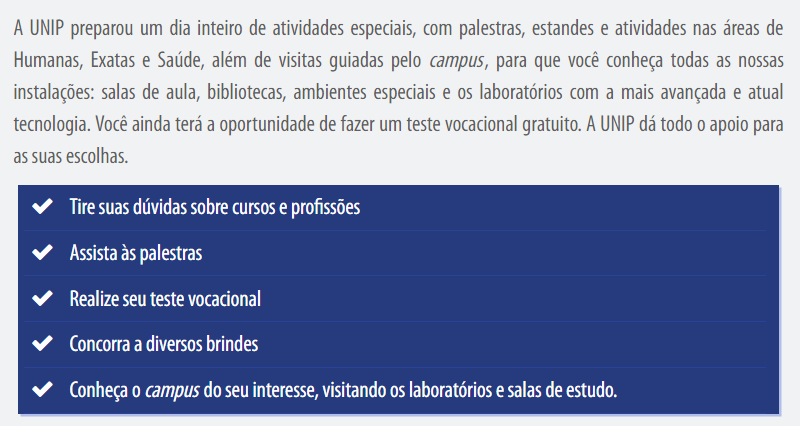 A UNIP preparou um dia inteiro de atividades especiais, com palestras, estandes e atividades nas áreas de
Humanas, Exatas e Saúde, além de visitas guiadas pelo campus, para que você conheça todas as nossas
instalações: salas de aula, bibliotecas, ambientes especiais e os laboratórios com a mais avançada e atual
tecnologia. Você ainda terá a oportunidade de fazer um teste vocacional gratuito. A UNIP dá todo o apoio para
as suas escolhas.
Tire suas dúvidas sobre cursos e profissões
Assista às palestras
Realize seu teste vocacional
Concorra a diversos brindes
Conheça o campus do seu interesse, visitando os laboratórios e salas de estudo.